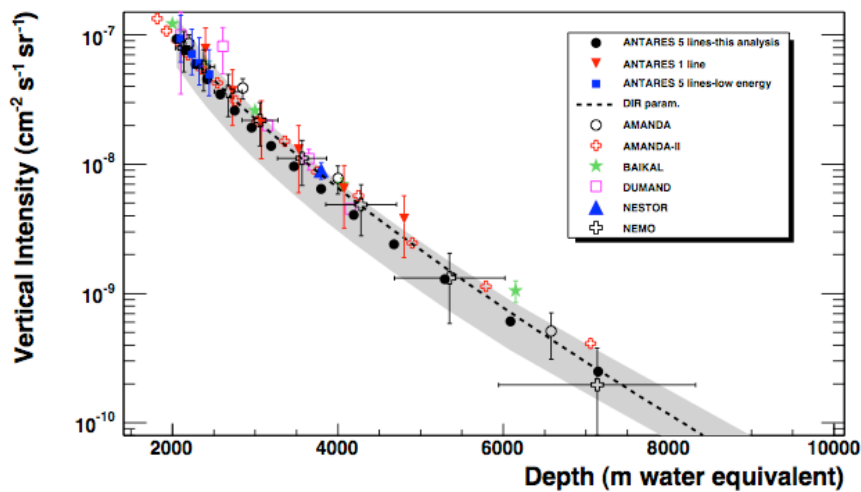 Vertical Intensity (cm⁻² s⁻¹ sr⁻¹)
10⁻⁷
10⁻⁸
10⁻⁹
10⁻¹⁰
ANTARES 5 lines-this analysis
ANTARES 1 line
ANTARES 5 lines-low energy
DIR param.
AMANDA
AMANDA-II
BAIKAL
DUMAND
NESTOR
NEMO
2000 4000 6000 8000 10000
Depth (m water equivalent)